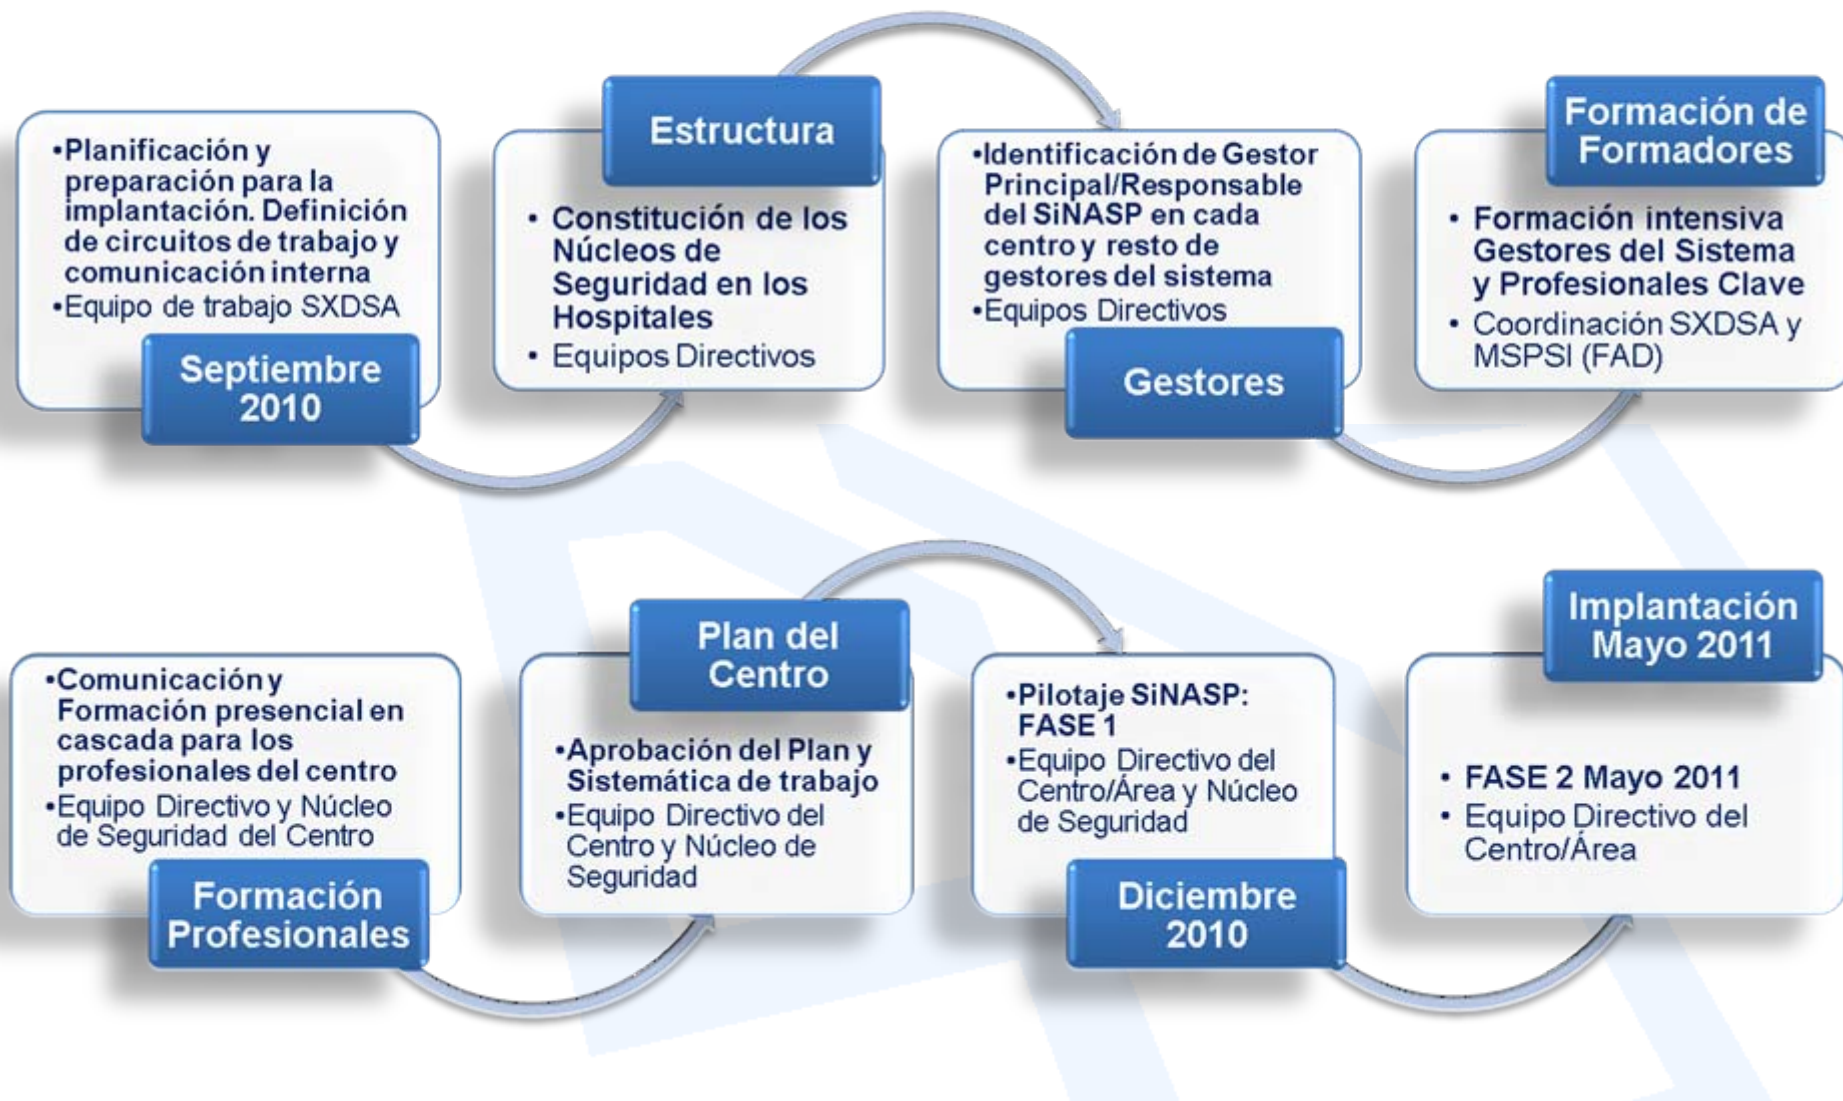 •Planificación y
preparación para la
implantación. Definición
de circuitos de trabajo y
comunicación interna
•Equipo de trabajo SXDSA
Septiembre
2010
Estructura
• Constitución de los
Núcleos de
Seguridad en los
Hospitales
• Equipos Directivos
•Identificación de Gestor
Principal/Responsable
del SiNASP en cada
centro y resto de
gestores del sistema
•Equipos Directivos
Gestores
Formación de
Formadores
• Formación intensiva
Gestores del Sistema
y Profesionales Clave
• Coordinación SXDSA y
MSPSI (FAD)
•Comunicación y
Formación presencial en
cascada para los
profesionales del centro
•Equipo Directivo y Núcleo
de Seguridad del Centro
Formación
Profesionales
Plan del
Centro
•Aprobación del Plan y
Sistemática de trabajo
•Equipo Directivo del
Centro y Núcleo de
Seguridad
•Pilotaje SiNASP:
FASE 1
•Equipo Directivo del
Centro/Área y Núcleo
de Seguridad
Diciembre
2010
Implantación
Mayo 2011
• FASE 2 Mayo 2011
• Equipo Directivo del
Centro/Área